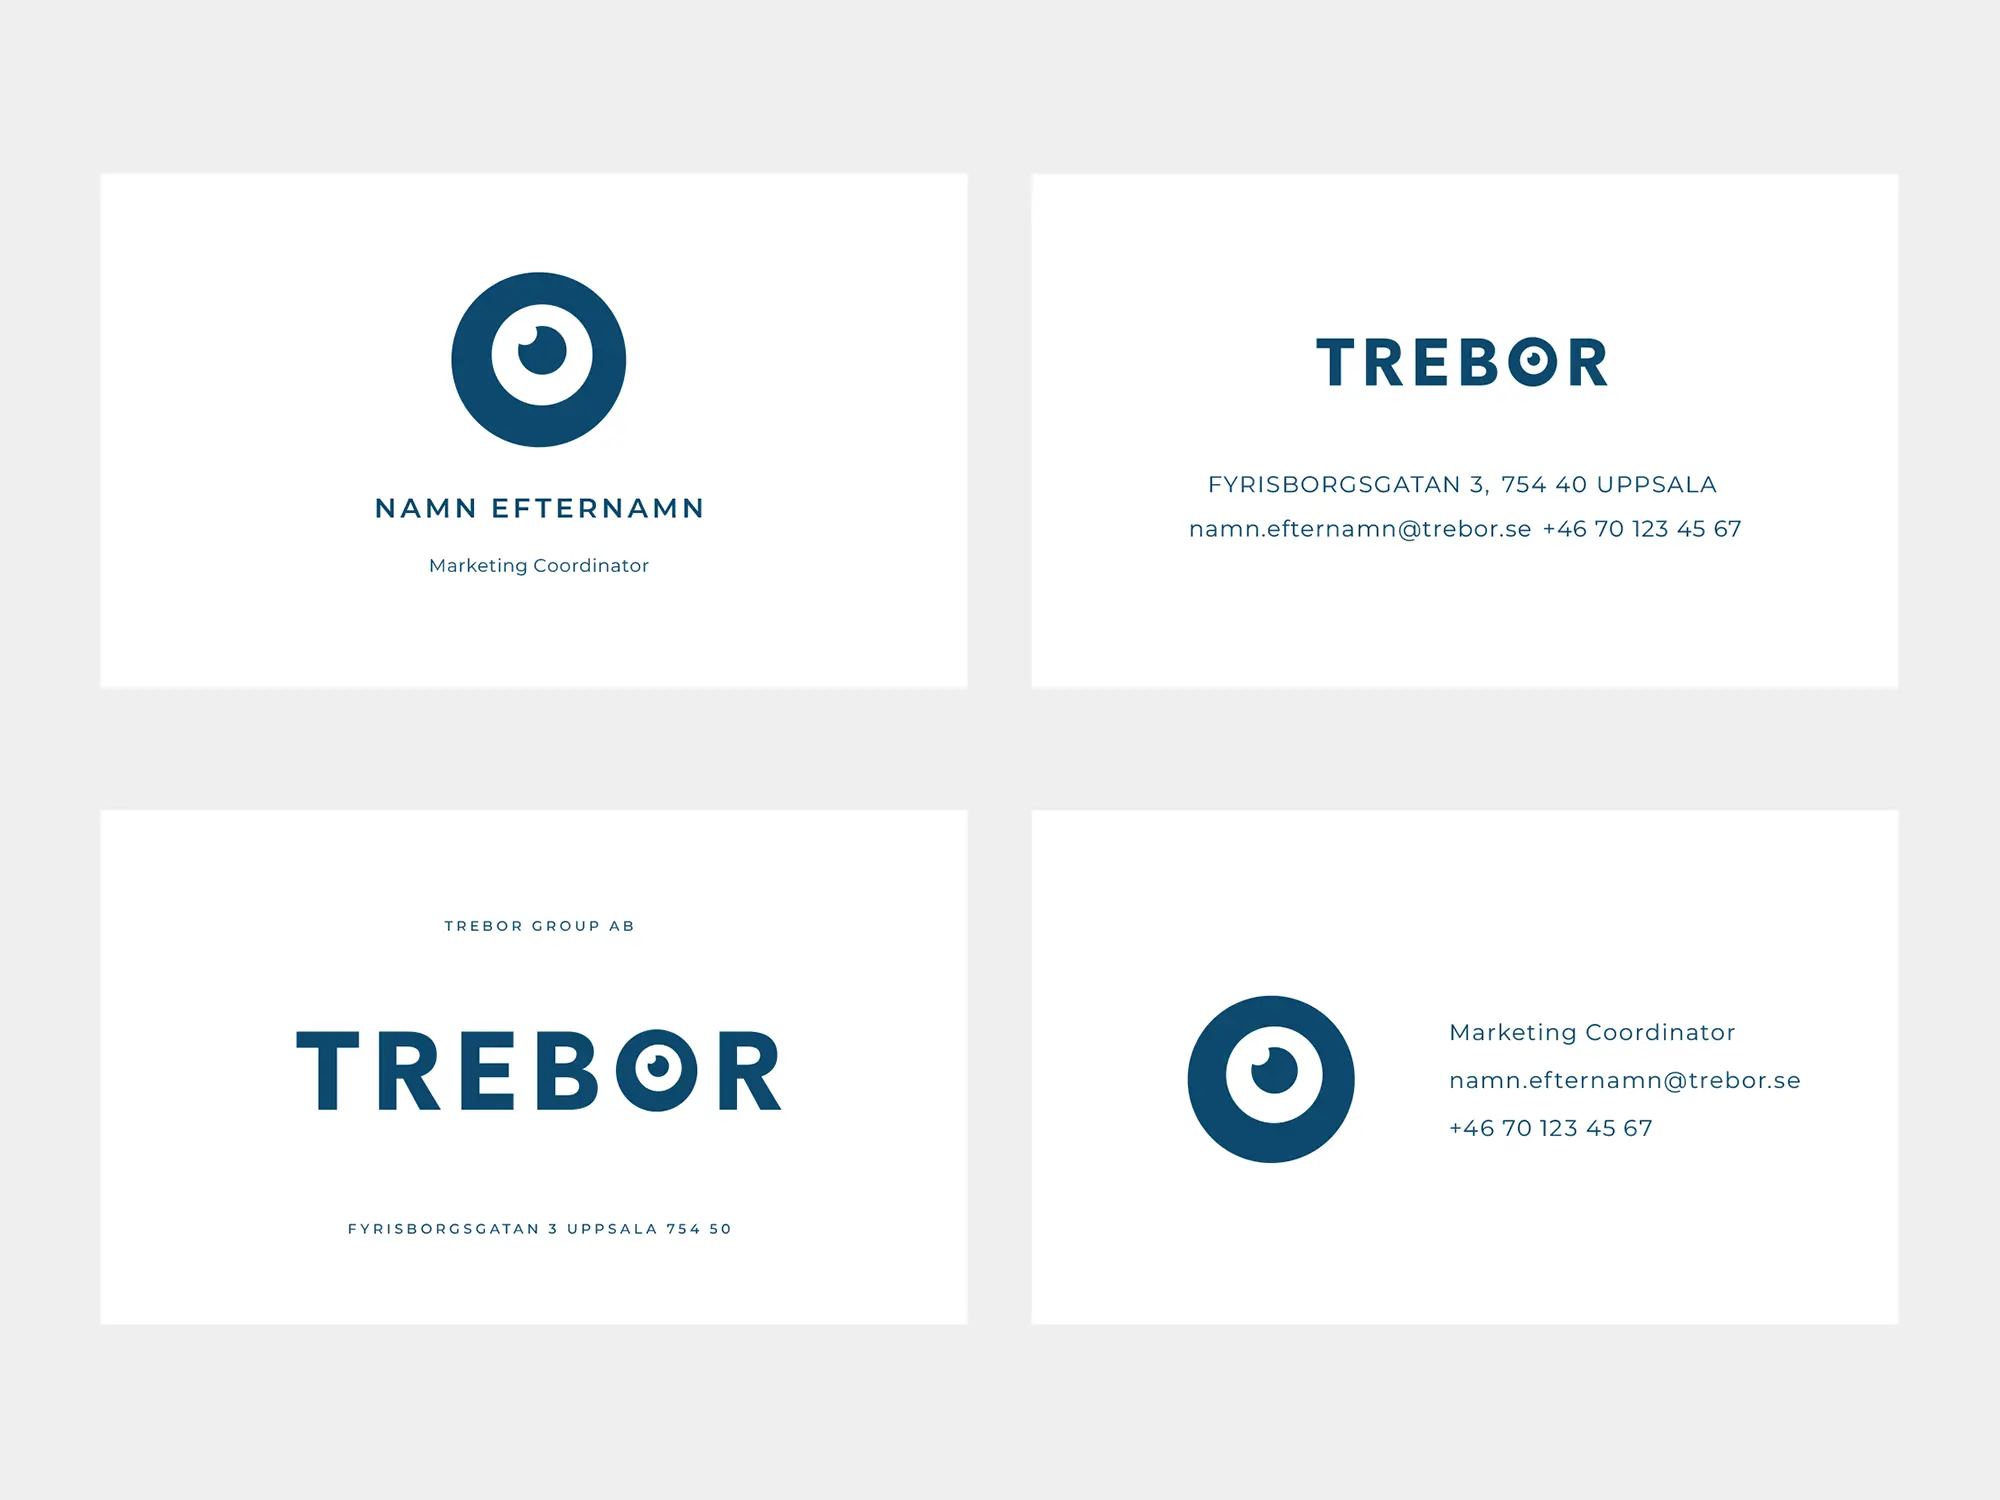 NAMN EFTERNAMN
Marketing Coordinator
TREBOR
FYRISBORGSGATAN 3, 754 40 UPPSALA
namn.efternamn@trebor.se +46 70 123 45 67
TREBOR GROUP AB
TREBOR
FYRISBORGSGATAN 3 UPPSALA 754 50
Marketing Coordinator
namn.efternamn@trebor.se
+46 70 123 45 67